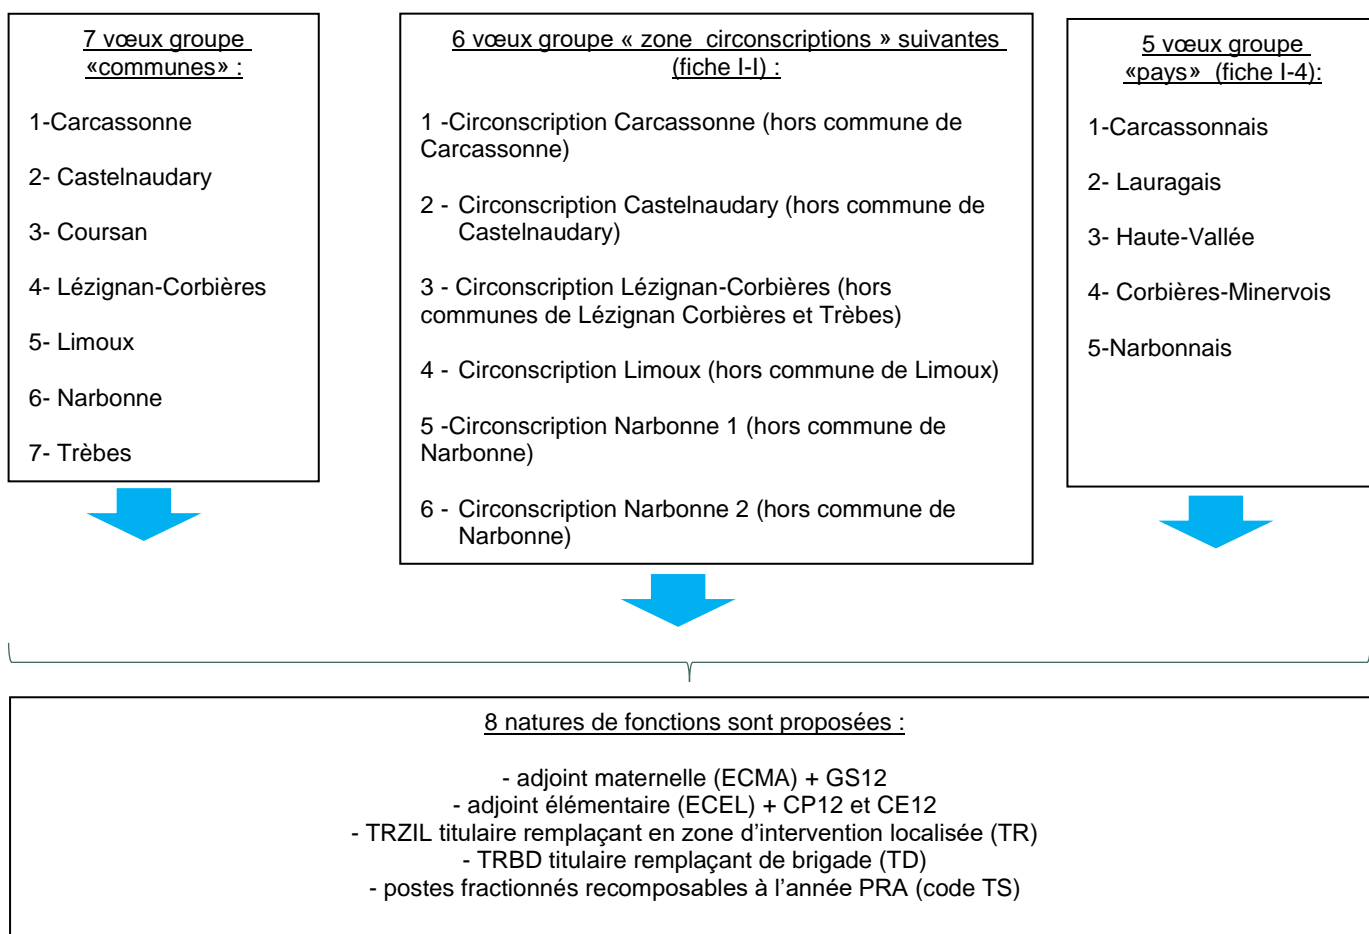 7 vœux groupe
«communes» :
1-Carcassonne
2- Castelnaudary
3- Coursan
4- Lézignan-Corbières
5- Limoux
6- Narbonne
7- Trèbes
6 vœux groupe « zone circonscriptions » suivantes
(fiche I-I) :
1 -Circonscription Carcassonne (hors commune de
Carcassonne)
2 - Circonscription Castelnaudary (hors commune de
Castelnaudary)
3 - Circonscription Lézignan-Corbières (hors
communes de Lézignan Corbières et Trèbes)
4 - Circonscription Limoux (hors commune de Limoux)
5 -Circonscription Narbonne 1 (hors commune de
Narbonne)
6 - Circonscription Narbonne 2 (hors commune de
Narbonne)
5 vœux groupe
«pays» (fiche I-4):
1-Carcassonnais
2- Lauragais
3- Haute-Vallée
4- Corbières-Minervois
5-Narbonnais
8 natures de fonctions sont proposées :
- adjoint maternelle (ECMA) + GS12
- adjoint élémentaire (ECEL) + CP12 et CE12
- TRZIL titulaire remplaçant en zone d’intervention localisée (TR)
- TRBD titulaire remplaçant de brigade (TD)
- postes fractionnés recomposables à l’année PRA (code TS)